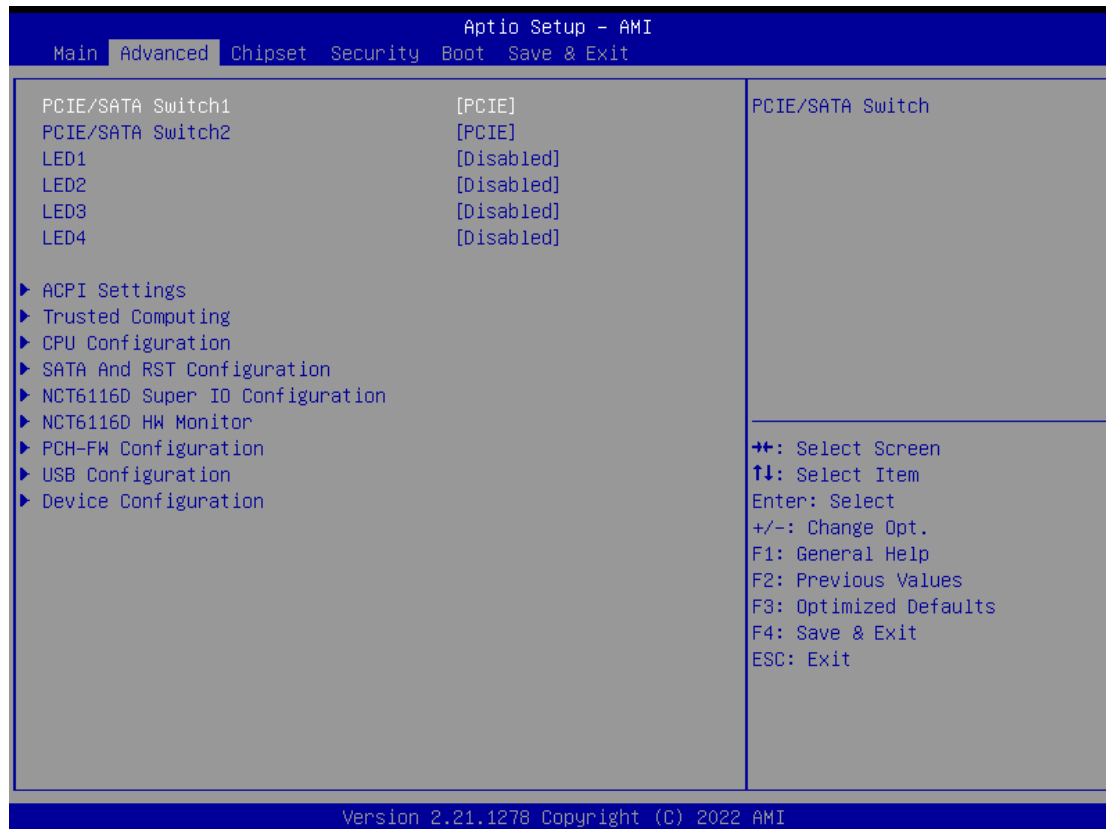 Aptio Setup – AMI
Main Advanced Chipset Security Boot Save & Exit
PCIE/SATA Switch1 [PCIE]
PCIE/SATA Switch2 [PCIE]
LED1 [Disabled]
LED2 [Disabled]
LED3 [Disabled]
LED4 [Disabled]
▶ ACPI Settings
▶ Trusted Computing
▶ CPU Configuration
▶ SATA And RST Configuration
▶ NCT6116D Super IO Configuration
▶ NCT6116D HW Monitor
▶ PCH-FW Configuration
▶ USB Configuration
▶ Device Configuration
PCIE/SATA Switch
→←: Select Screen
↑↓: Select Item
Enter: Select
+/-: Change Opt.
F1: General Help
F2: Previous Values
F3: Optimized Defaults
F4: Save & Exit
ESC: Exit
Version 2.21.1278 Copyright (C) 2022 AMI